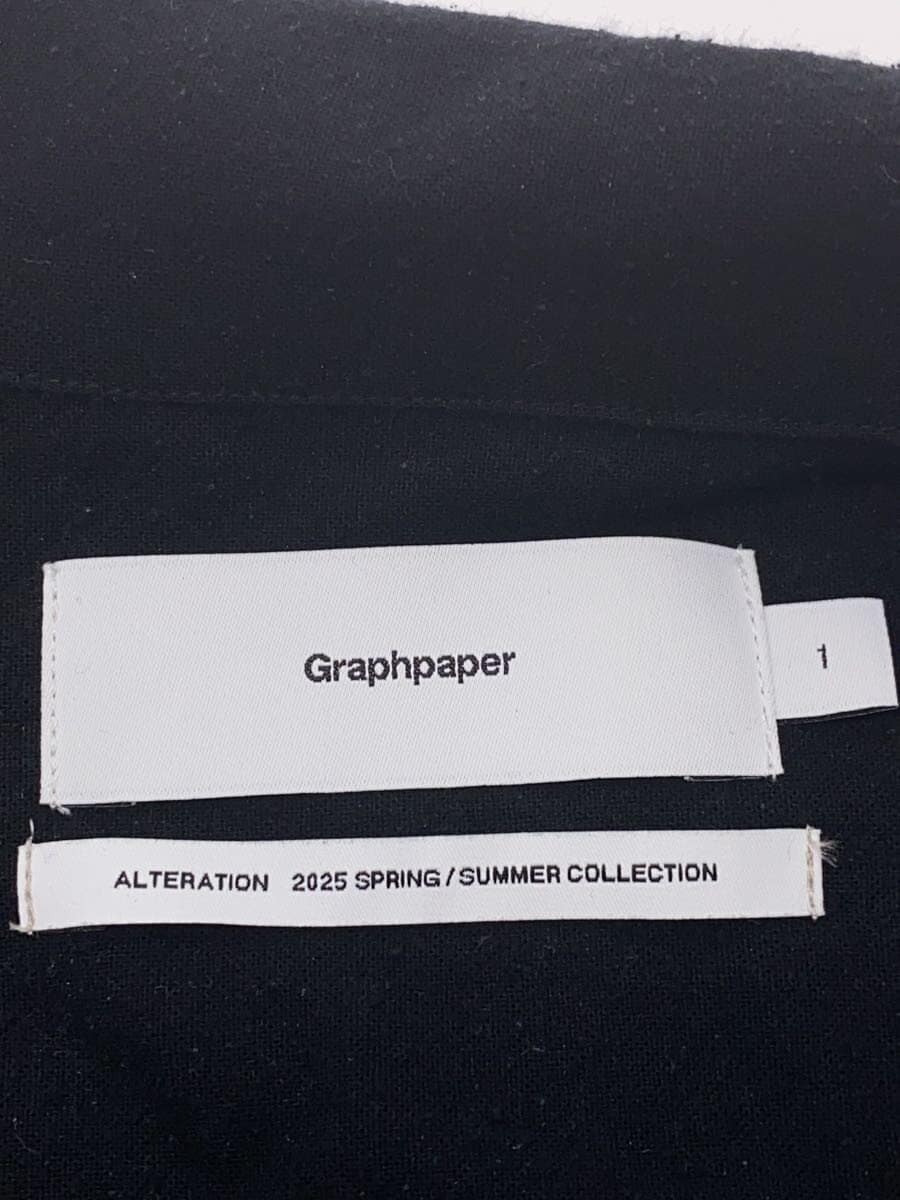 Graphpaper
1
ALTERATION 2025 SPRING/SUMMER COLLECTION